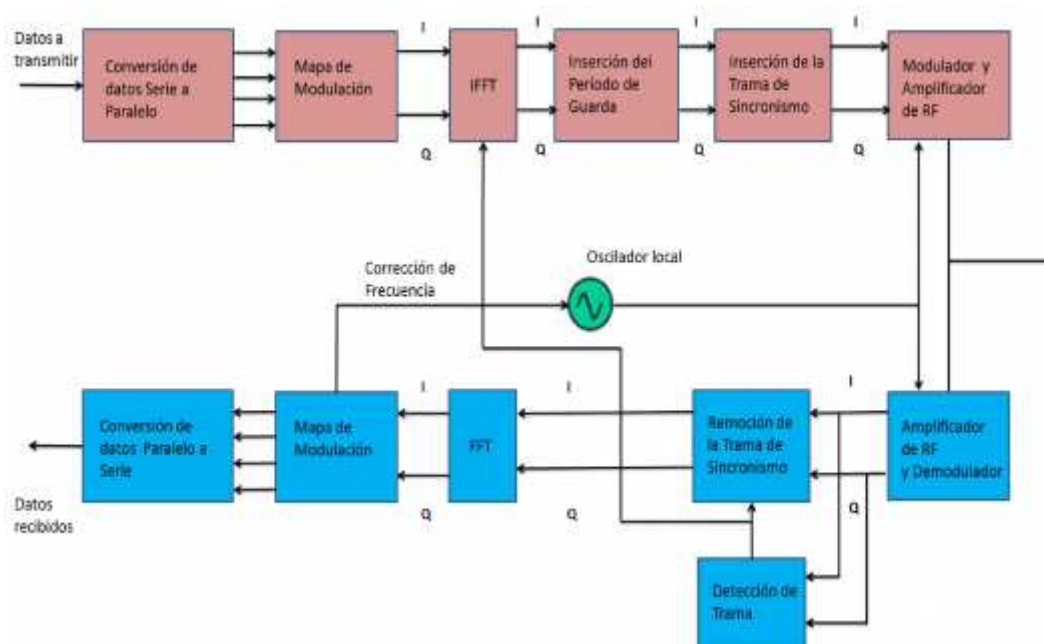 Datos a
transmitir
Conversión de
datos Serie a
Paralelo
Mapa de
Modulación
I
Q
IFFT
I
Q
Inserción del
Período de
Guarda
I
Q
Inserción de la
Trama de
Sincronismo
I
Q
Modulador y
Amplificador
de RF
Corrección de
Frecuencia
Oscilador local
Conversión de
datos Paralelo a
Serie
Mapa de
Modulación
I
Q
FFT
I
Q
Remoción de
la Trama de
Sincronismo
I
Q
Amplificador
de RF
y Demodulador
Datos
recibidos
Detección de
Trama